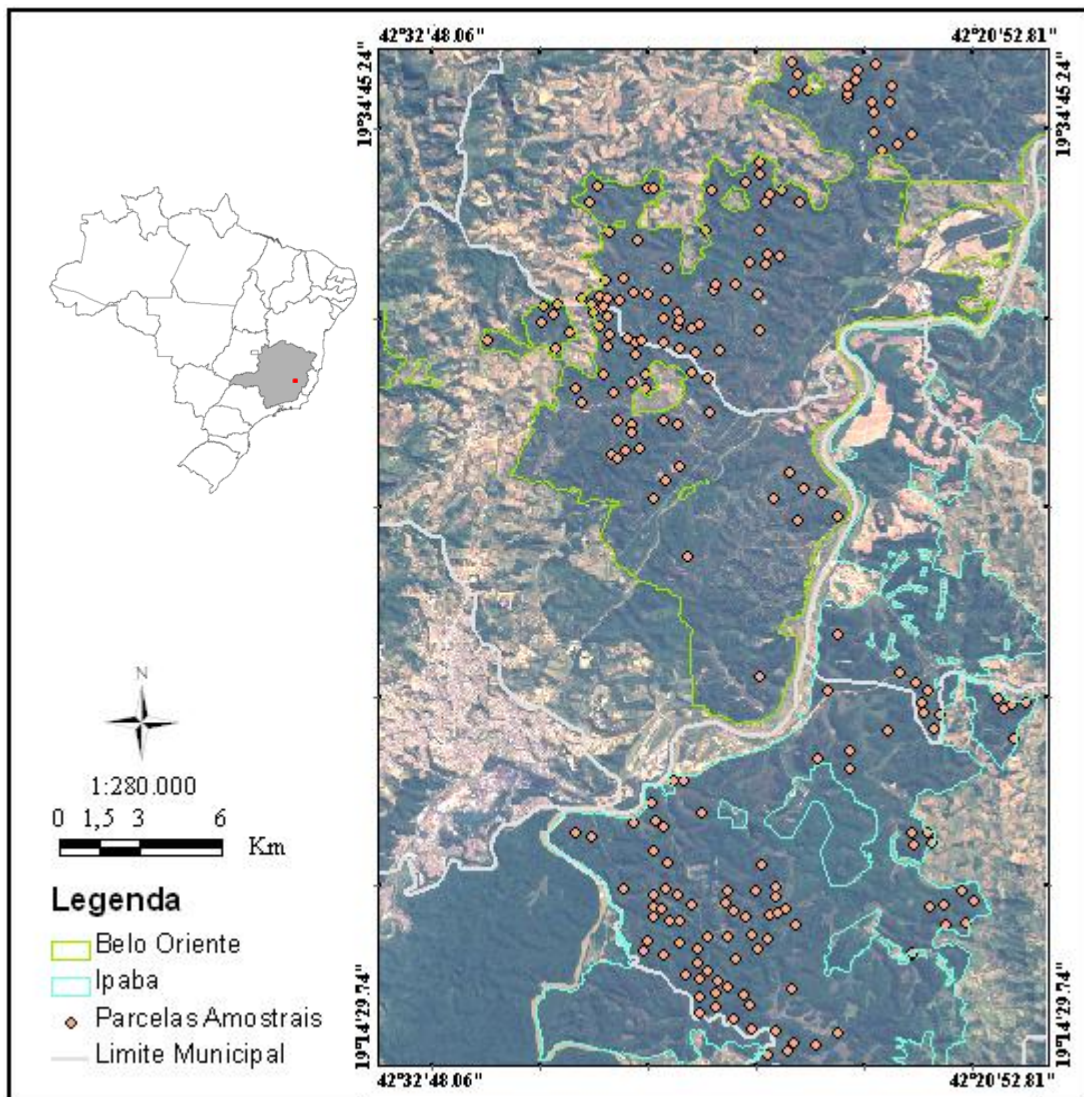 42°32'48.06"
42°20'52.81"
19°34'45.24"
19°34'45.24"
N
1:280.000
0 1,5 3 6
Km
Legenda
Belo Oriente
Ipaba
Parcelas Amostrais
Limite Municipal
19°14'29.74"
19°14'29.74"
42°32'48.06"
42°20'52.81"